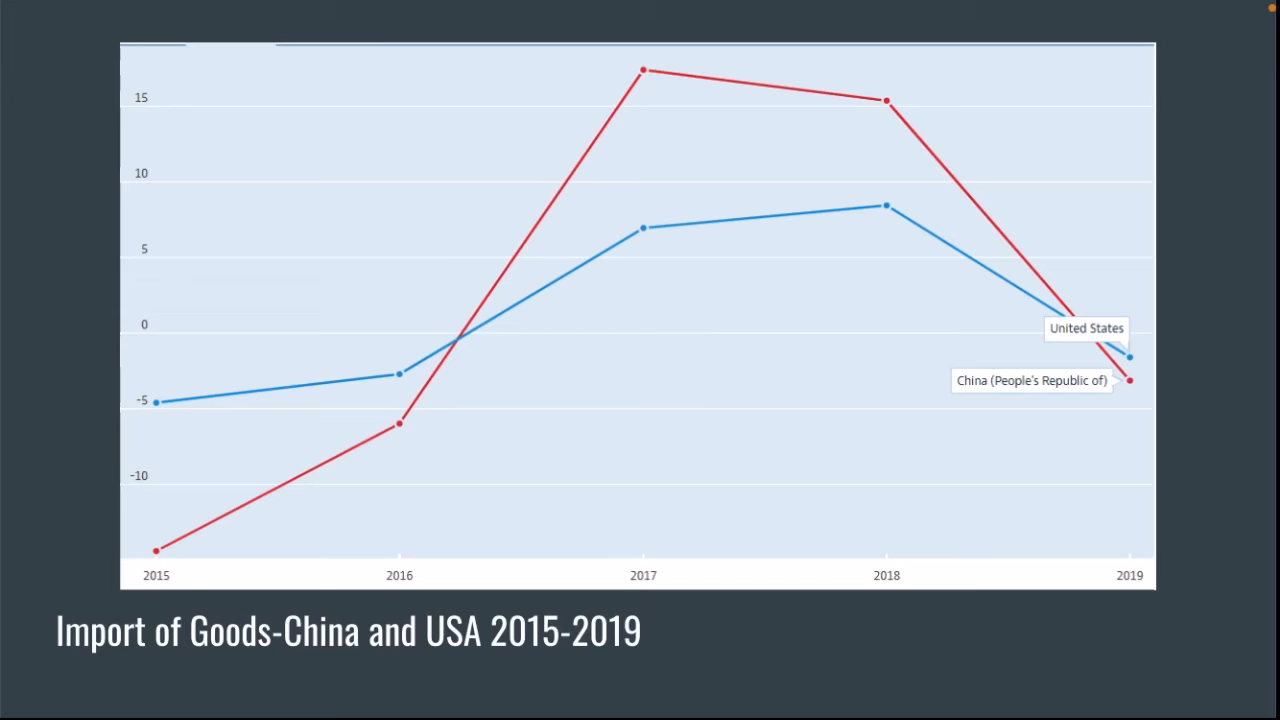 15
10
5
0
-5
-10
United States
China (People's Republic of)
2015 2016 2017 2018 2019
Import of Goods-China and USA 2015-2019